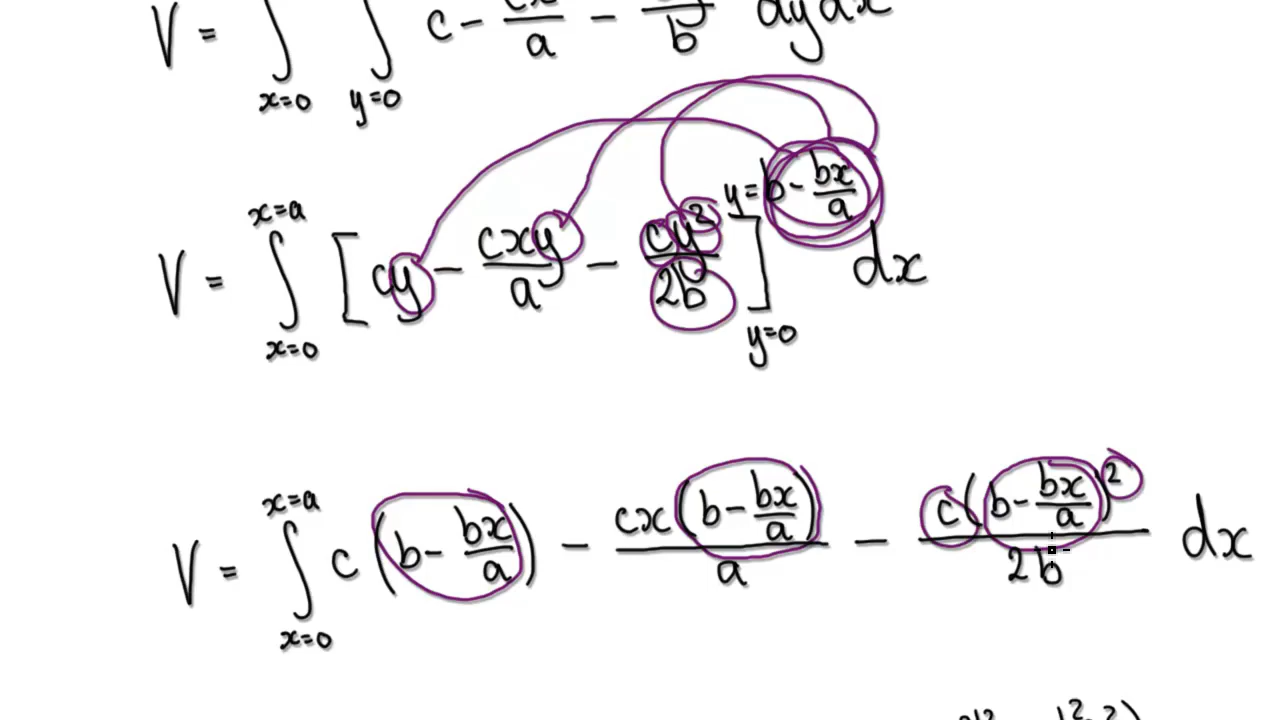 V = ∫_{x=0} ∫_{y=0} c - cx/a - cy/b dy dx
V = ∫_{x=0}^{x=a} [ cy - cxy/a - cy²/2b ]_{y=0}^{y=b-bx/a} dx
V = ∫_{x=0}^{x=a} c(b - bx/a) - cx(b - bx/a)/a - c(b - bx/a)²/2b dx